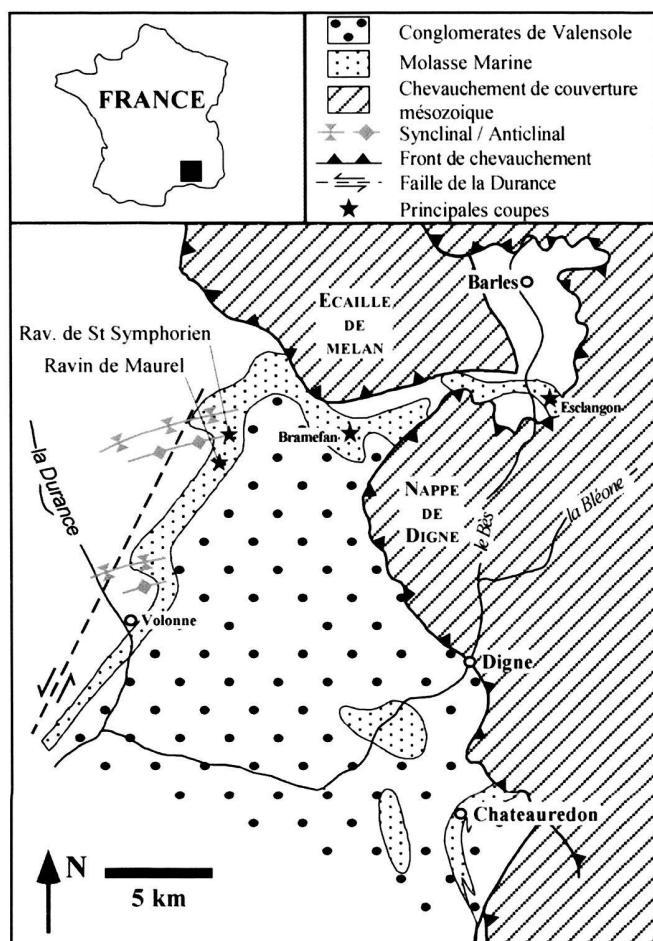 FRANCE
Conglomerates de Valensole
Molasse Marine
Chevauchement de couverture
mésozoique
Synclinal / Anticlinal
Front de chevauchement
Faille de la Durance
Principales coupes
Barles
ECAILLE
DE
MELAN
Rav. de St Symphorien
Ravin de Maurel
Esclangon
Bramefan
la Durance
NAPPE
DE
DIGNE
le Bès
la Bléone
Volonne
Digne
Chateauredon
N
5 km